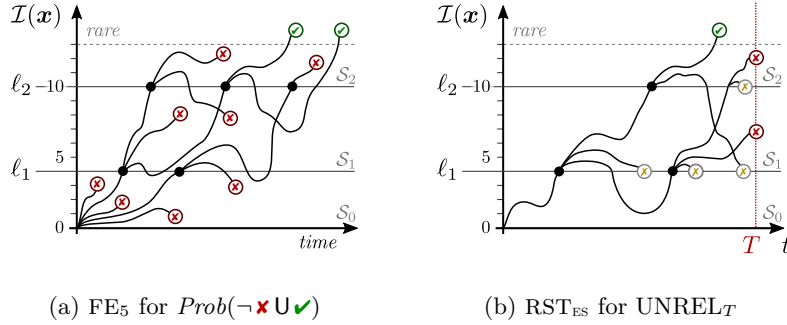 I(x)
rare
ℓ2
10
S2
5
ℓ1
S1
0
S0
time
(a) FE5 for Prob(¬ ✘ U ✔)
I(x)
rare
ℓ2
10
S2
5
ℓ1
S1
0
S0
T
t
(b) RSTES for UNRELT